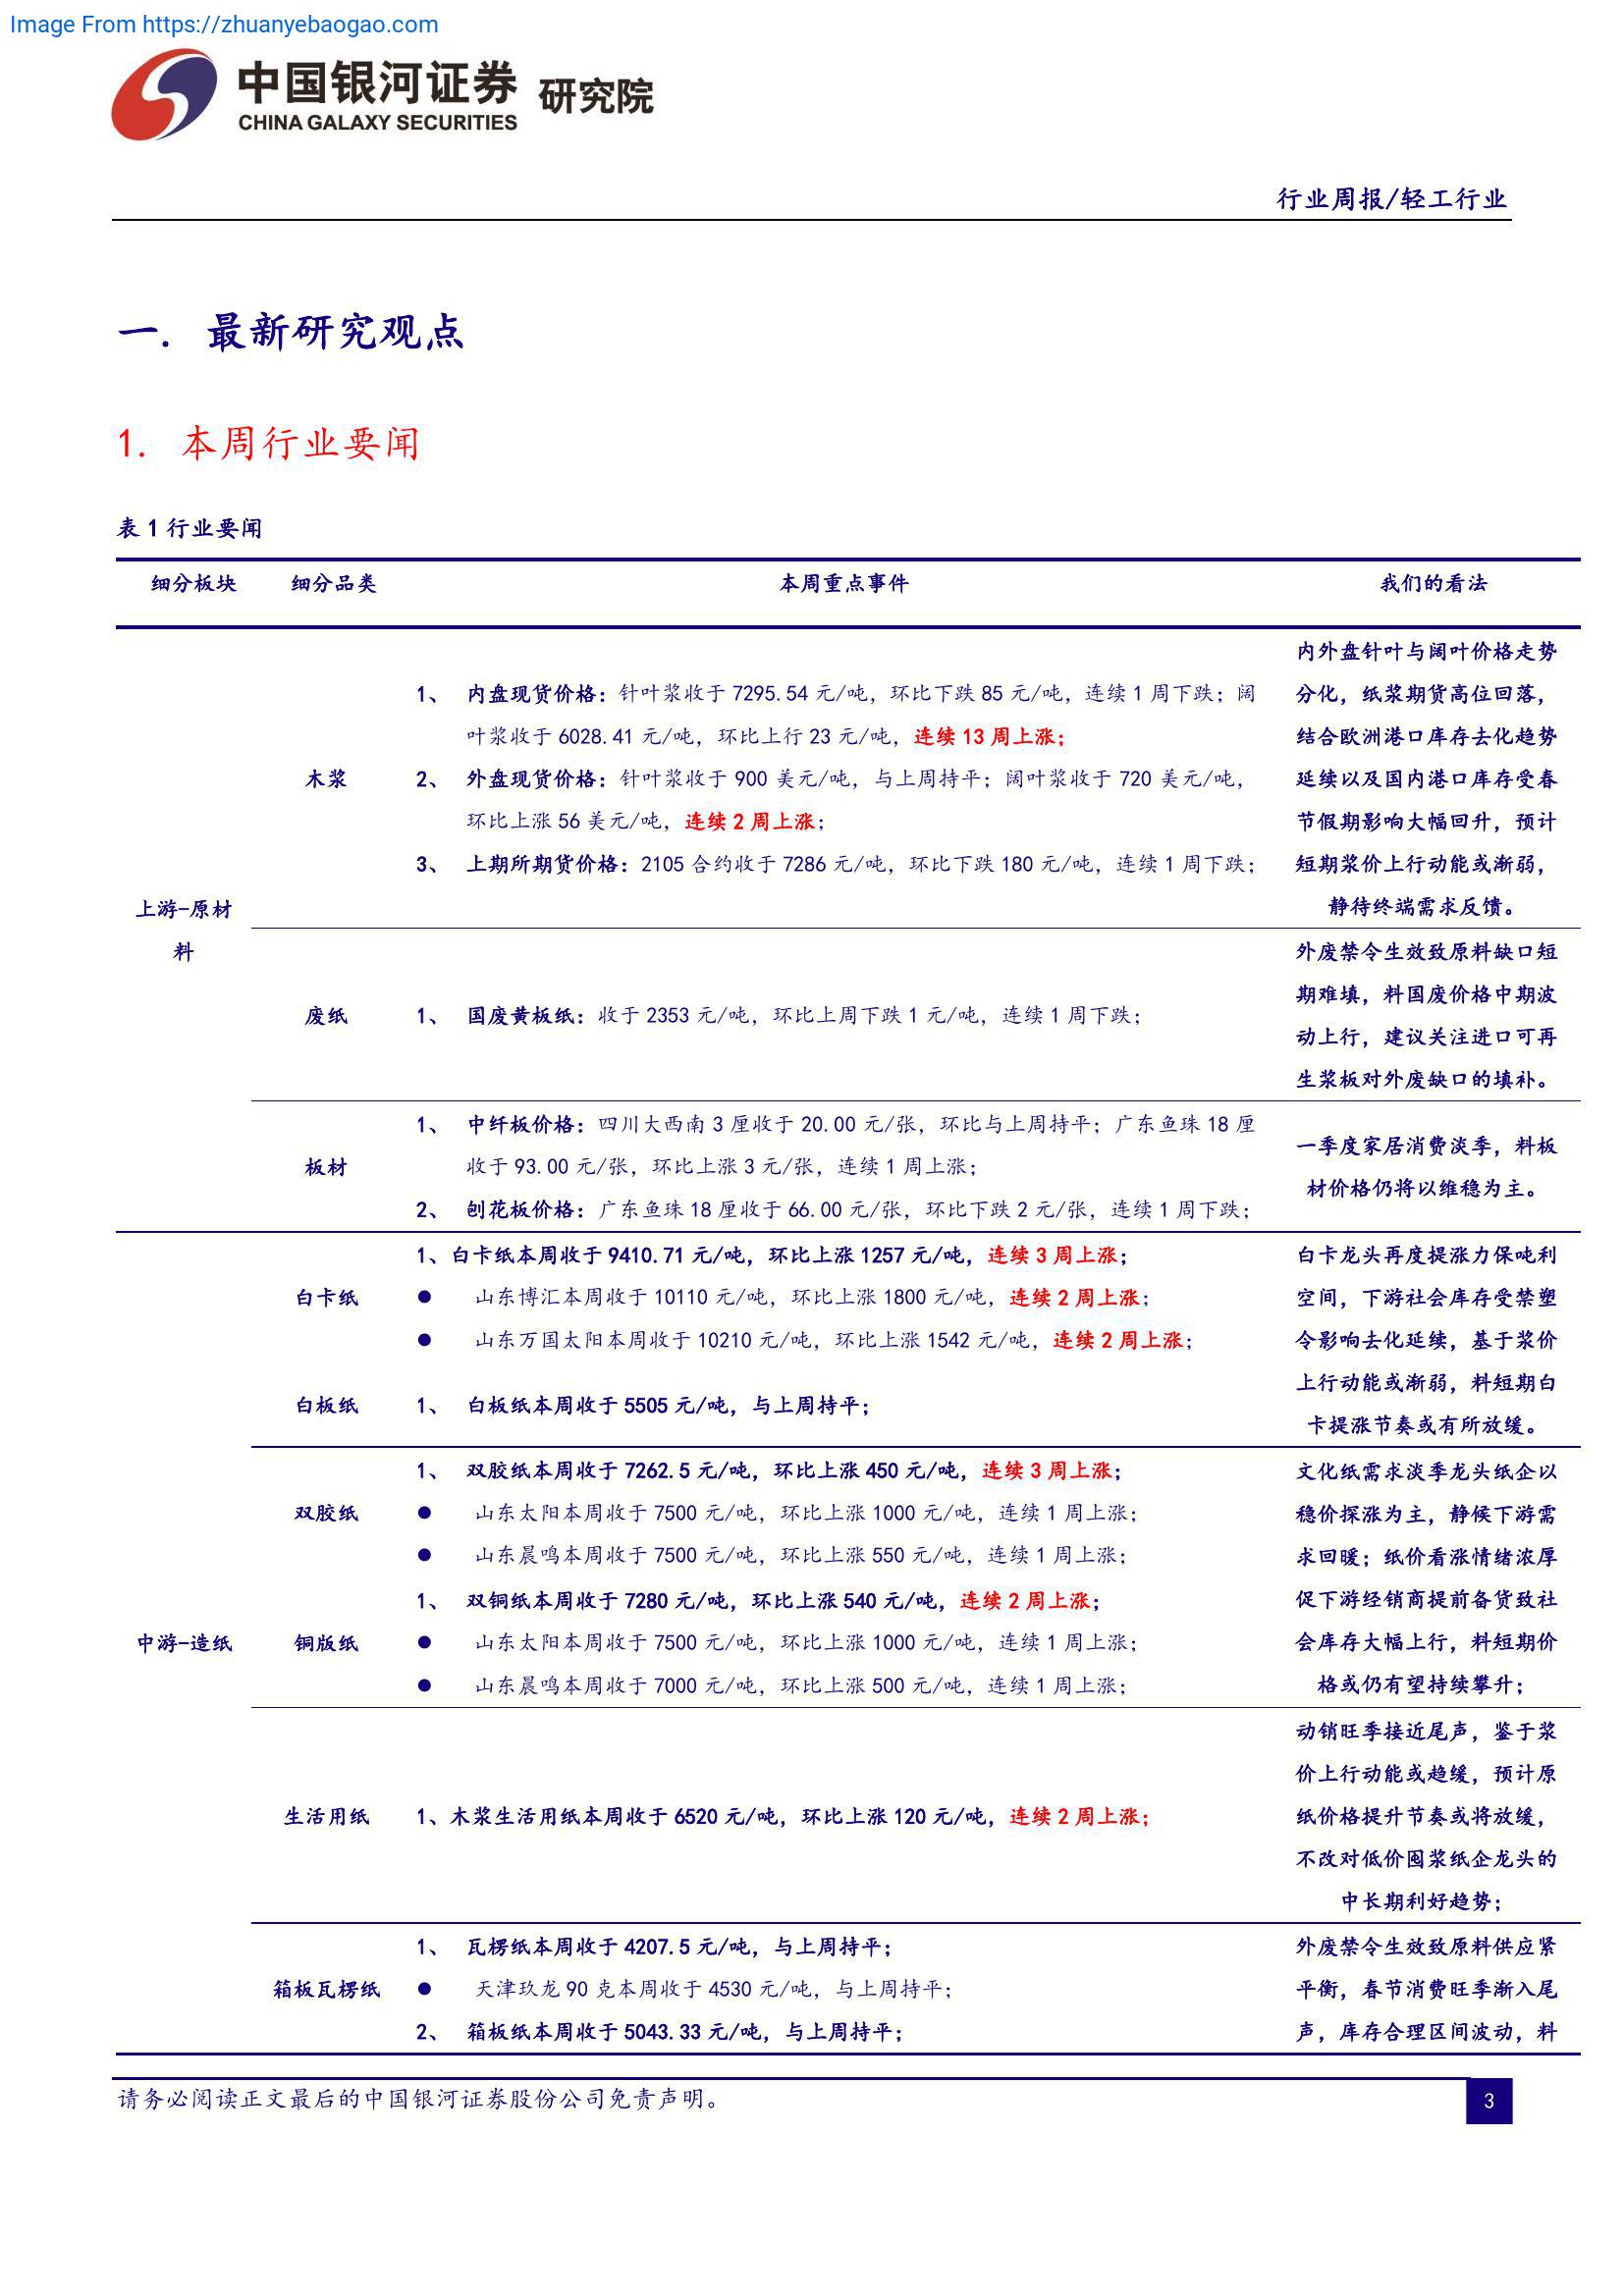 Image From https://zhuanyebaogao.com
中国银河证券 研究院
CHINA GALAXY SECURITIES
行业周报/轻工行业
一. 最新研究观点
1. 本周行业要闻
表 1 行业要闻
细分板块 细分品类 本周重点事件 我们的看法
上游-原材
料
木浆
1、 内盘现货价格：针叶浆收于 7295.54 元/吨，环比下跌 85 元/吨，连续 1 周下跌；阔
叶浆收于 6028.41 元/吨，环比上行 23 元/吨，连续 13 周上涨；
2、 外盘现货价格：针叶浆收于 900 美元/吨，与上周持平；阔叶浆收于 720 美元/吨，
环比上涨 56 美元/吨，连续 2 周上涨；
3、 上期所期货价格：2105 合约收于 7286 元/吨，环比下跌 180 元/吨，连续 1 周下跌；
内外盘针叶与阔叶价格走势
分化，纸浆期货高位回落，
结合欧洲港口库存去化趋势
延续以及国内港口库存受春
节假期影响大幅回升，预计
短期浆价上行动能或渐弱，
静待终端需求反馈。
废纸
1、 国废黄板纸：收于 2353 元/吨，环比上周下跌 1 元/吨，连续 1 周下跌；
外废禁令生效致原料缺口短
期难填，料国废价格中期波
动上行，建议关注进口可再
生浆板对外废缺口的填补。
板材
1、 中纤板价格：四川大西南 3 厘收于 20.00 元/张，环比与上周持平；广东鱼珠 18 厘
收于 93.00 元/张，环比上涨 3 元/张，连续 1 周上涨；
2、 刨花板价格：广东鱼珠 18 厘收于 66.00 元/张，环比下跌 2 元/张，连续 1 周下跌；
一季度家居消费淡季，料板
材价格仍将以维稳为主。
中游-造纸
白卡纸
1、白卡纸本周收于 9410.71 元/吨，环比上涨 1257 元/吨，连续 3 周上涨；
● 山东博汇本周收于 10110 元/吨，环比上涨 1800 元/吨，连续 2 周上涨；
● 山东万国太阳本周收于 10210 元/吨，环比上涨 1542 元/吨，连续 2 周上涨；
白板纸
1、 白板纸本周收于 5505 元/吨，与上周持平；
白卡龙头再度提涨力保吨利
空间，下游社会库存受禁塑
令影响去化延续，基于浆价
上行动能或渐弱，料短期白
卡提涨节奏或有所放缓。
双胶纸
1、 双胶纸本周收于 7262.5 元/吨，环比上涨 450 元/吨，连续 3 周上涨；
● 山东太阳本周收于 7500 元/吨，环比上涨 1000 元/吨，连续 1 周上涨；
● 山东晨鸣本周收于 7500 元/吨，环比上涨 550 元/吨，连续 1 周上涨；
铜版纸
1、 双铜纸本周收于 7280 元/吨，环比上涨 540 元/吨，连续 2 周上涨；
● 山东太阳本周收于 7500 元/吨，环比上涨 1000 元/吨，连续 1 周上涨；
● 山东晨鸣本周收于 7000 元/吨，环比上涨 500 元/吨，连续 1 周上涨；
文化纸需求淡季龙头纸企以
稳价探涨为主，静候下游需
求回暖；纸价看涨情绪浓厚
促下游经销商提前备货致社
会库存大幅上行，料短期价
格或仍有望持续攀升；
生活用纸
1、木浆生活用纸本周收于 6520 元/吨，环比上涨 120 元/吨，连续 2 周上涨；
动销旺季接近尾声，鉴于浆
价上行动能或趋缓，预计原
纸价格提升节奏或将放缓，
不改对低价囤浆纸企龙头的
中长期利好趋势；
箱板瓦楞纸
1、 瓦楞纸本周收于 4207.5 元/吨，与上周持平；
● 天津玖龙 90 克本周收于 4530 元/吨，与上周持平；
2、 箱板纸本周收于 5043.33 元/吨，与上周持平；
外废禁令生效致原料供应紧
平衡，春节消费旺季渐入尾
声，库存合理区间波动，料
请务必阅读正文最后的中国银河证券股份公司免责声明。
3